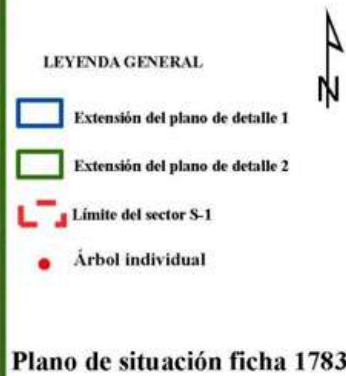 N
LEYENDA GENERAL
Extensión del plano de detalle 1
Extensión del plano de detalle 2
Límite del sector S-1
Árbol individual
Plano de situación ficha 1783